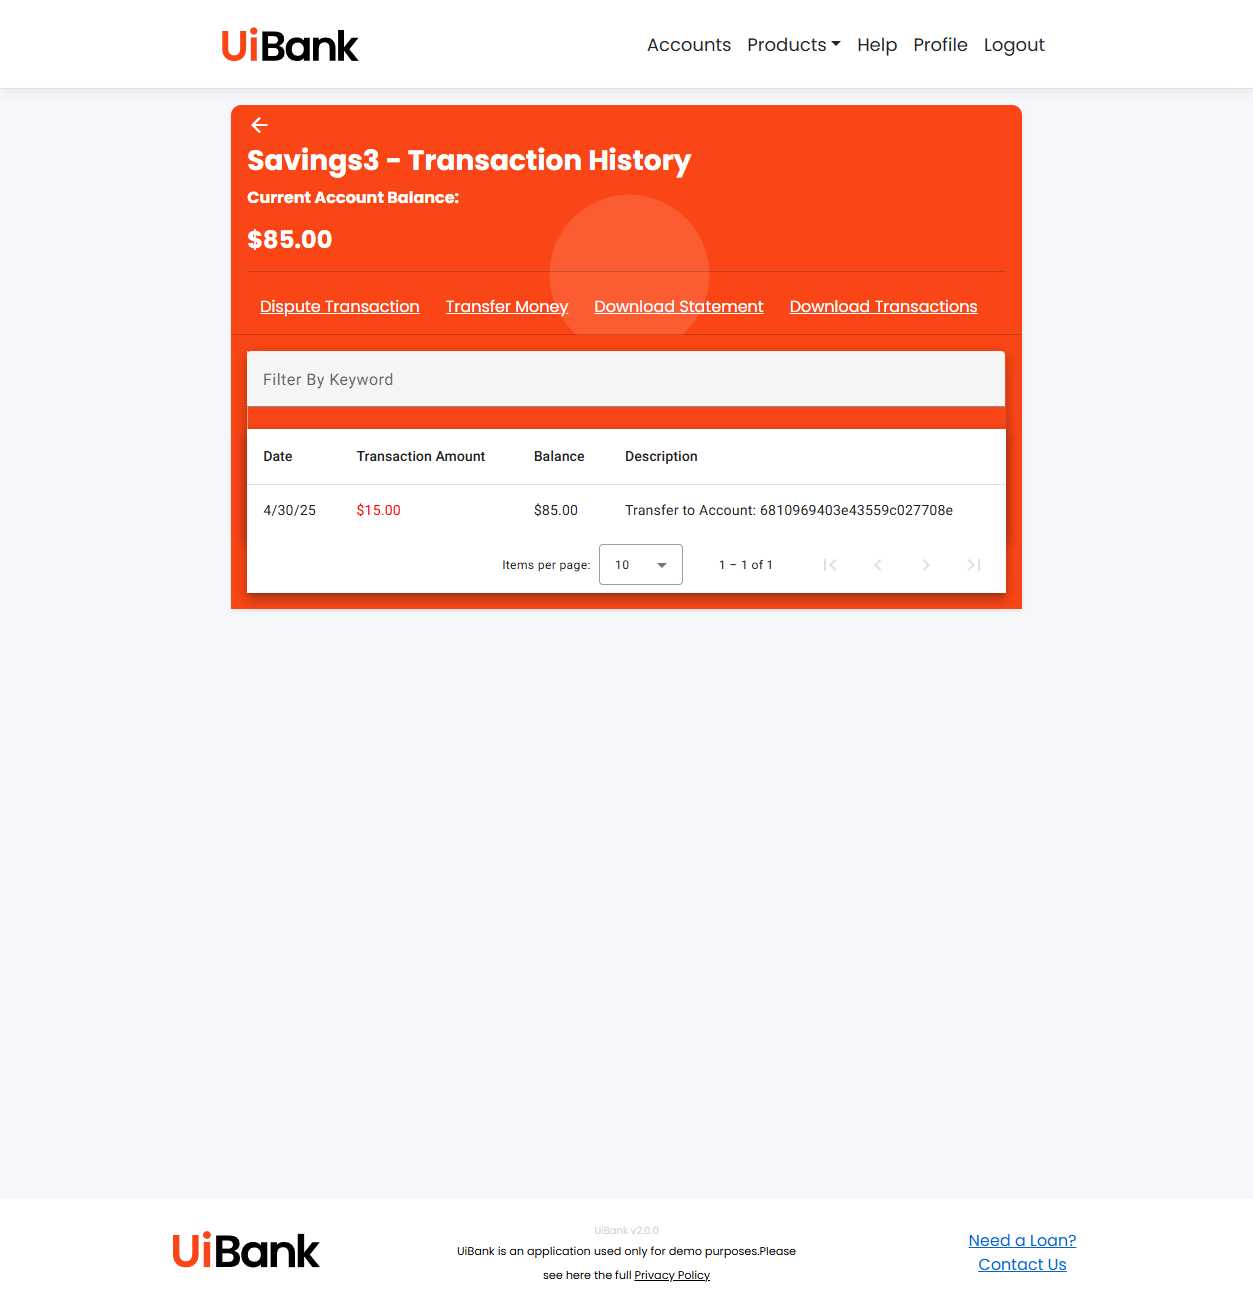 UiBank
Accounts Products Help Profile Logout
Savings3 - Transaction History
Current Account Balance:
$85.00
Dispute Transaction Transfer Money Download Statement Download Transactions
Filter By Keyword
Date Transaction Amount Balance Description
4/30/25 $15.00 $85.00 Transfer to Account: 6810969403e43559c027708e
Items per page: 10 1 – 1 of 1
UiBank
UiBank v2.0.0
UiBank is an application used only for demo purposes.Please
see here the full Privacy Policy
Need a Loan?
Contact Us